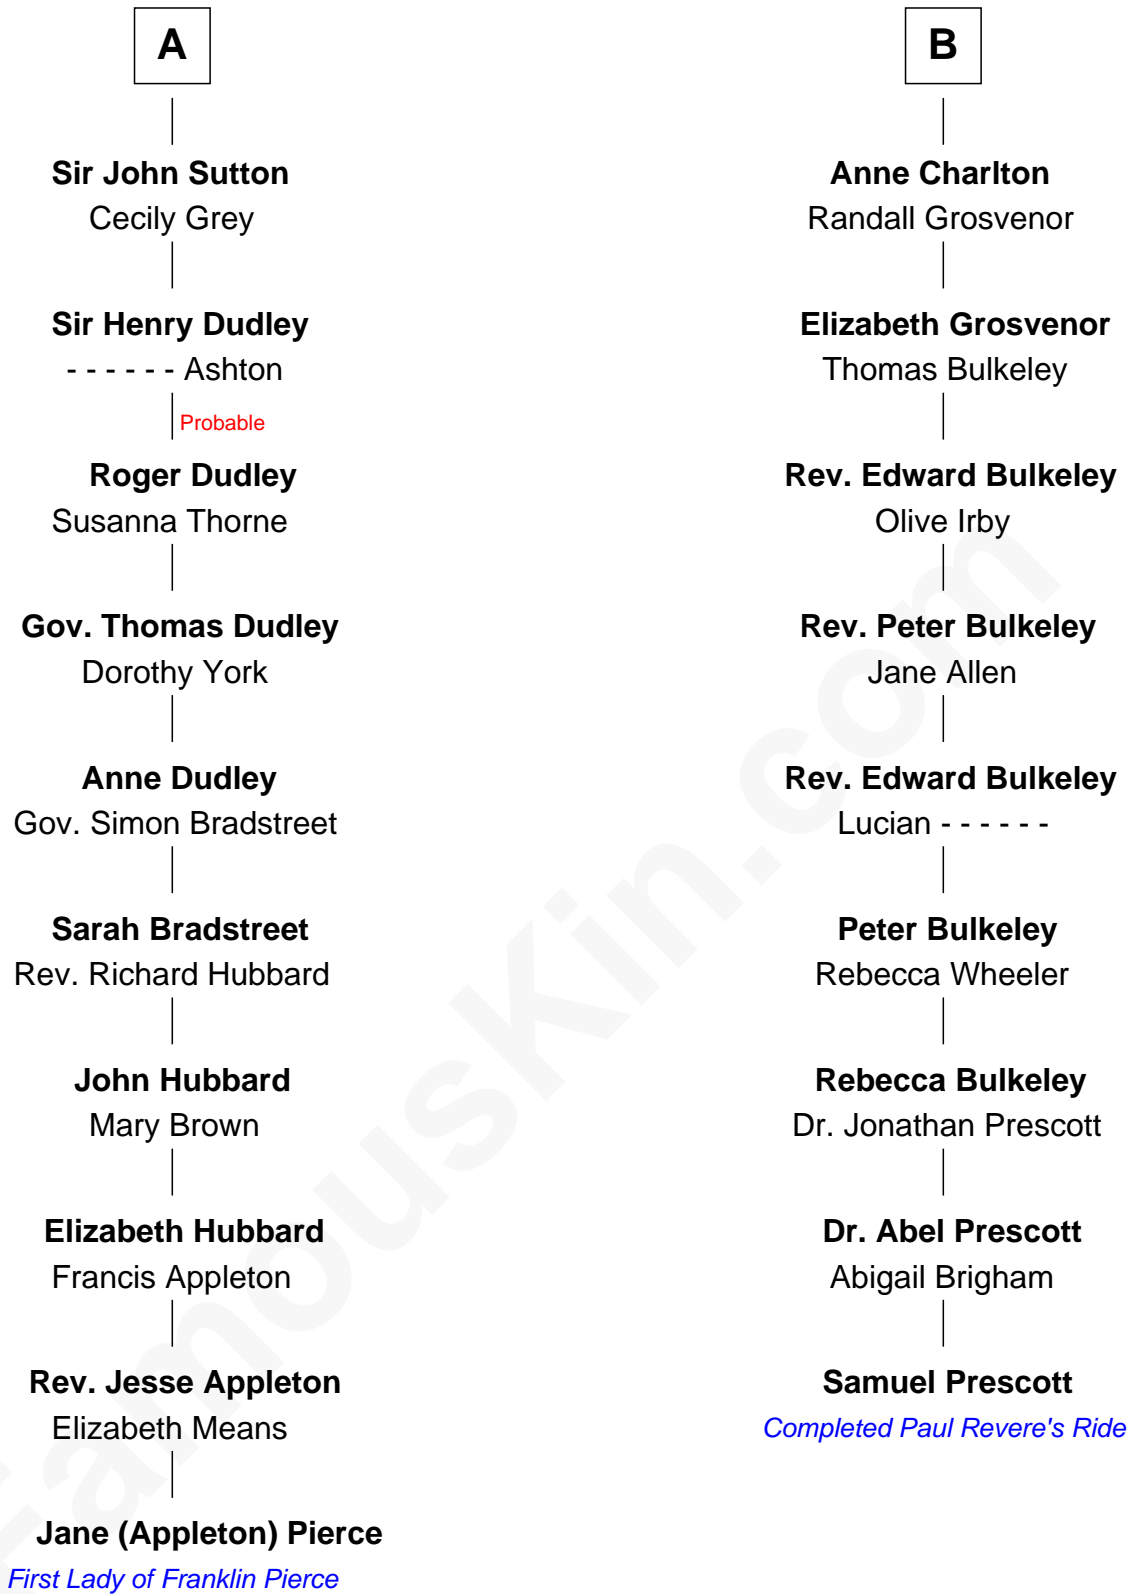 A
Sir John Sutton
Cecily Grey
Sir Henry Dudley
- - - - - - Ashton
Probable
Roger Dudley
Susanna Thorne
Gov. Thomas Dudley
Dorothy York
Anne Dudley
Gov. Simon Bradstreet
Sarah Bradstreet
Rev. Richard Hubbard
John Hubbard
Mary Brown
Elizabeth Hubbard
Francis Appleton
Rev. Jesse Appleton
Elizabeth Means
Jane (Appleton) Pierce
First Lady of Franklin Pierce
B
Anne Charlton
Randall Grosvenor
Elizabeth Grosvenor
Thomas Bulkeley
Rev. Edward Bulkeley
Olive Irby
Rev. Peter Bulkeley
Jane Allen
Rev. Edward Bulkeley
Lucian - - - - - -
Peter Bulkeley
Rebecca Wheeler
Rebecca Bulkeley
Dr. Jonathan Prescott
Dr. Abel Prescott
Abigail Brigham
Samuel Prescott
Completed Paul Revere's Ride
FamousKin.com